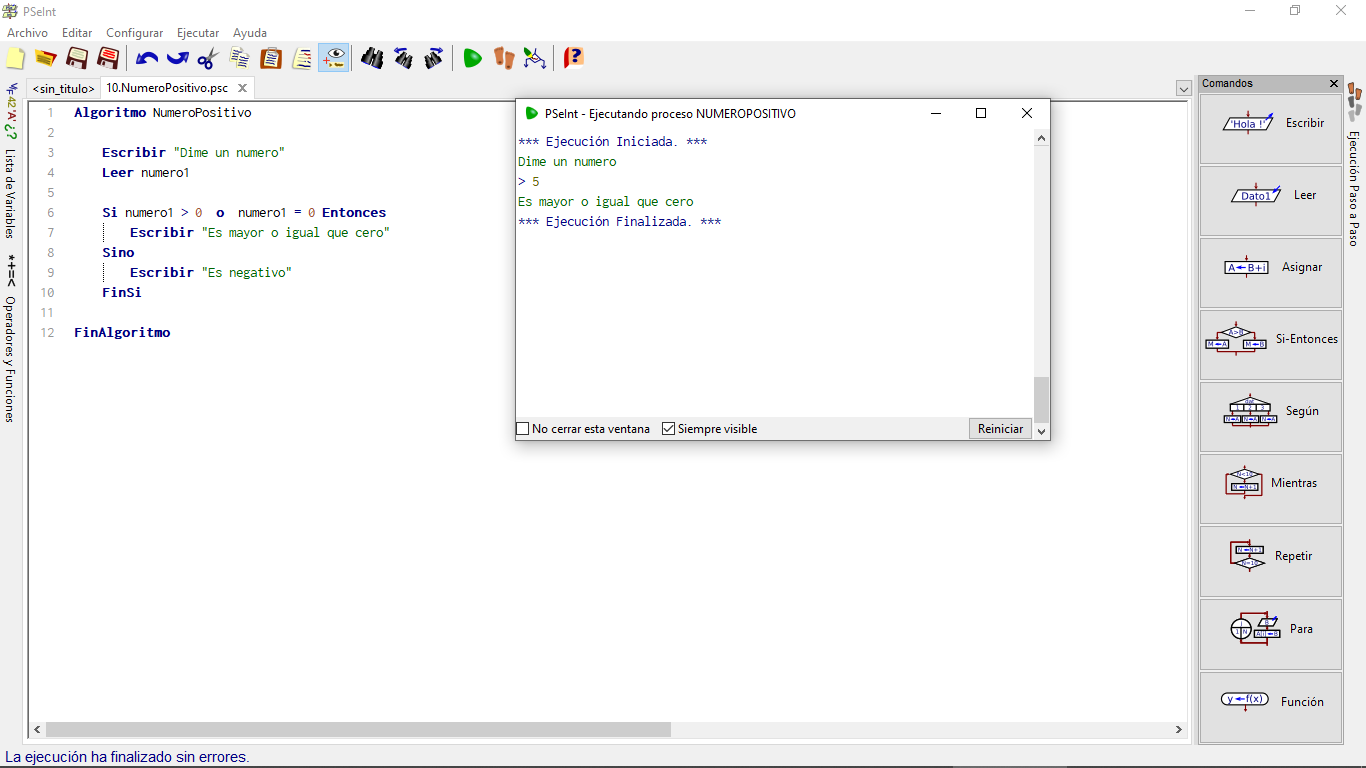 PSeInt
Archivo Editar Configurar Ejecutar Ayuda
<sin_titulo> 10.NumeroPositivo.psc
Lista de Variables
Operadores y Funciones
1 Algoritmo NumeroPositivo
2
3 Escribir "Dime un numero"
4 Leer numero1
5
6 Si numero1 > 0 o numero1 = 0 Entonces
7 Escribir "Es mayor o igual que cero"
8 Sino
9 Escribir "Es negativo"
10 FinSi
11
12 FinAlgoritmo
PSeInt - Ejecutando proceso NUMEROPOSITIVO
*** Ejecución Iniciada. ***
Dime un numero
> 5
Es mayor o igual que cero
*** Ejecución Finalizada. ***
No cerrar esta ventana Siempre visible Reiniciar
Comandos
'Hola !' Escribir
Dato1 Leer
A←B+i Asignar
A>B M←A M←B Si-Entonces
Según
Mientras
Repetir
Para
y←f(x) Función
Ejecución Paso a Paso
La ejecución ha finalizado sin errores.